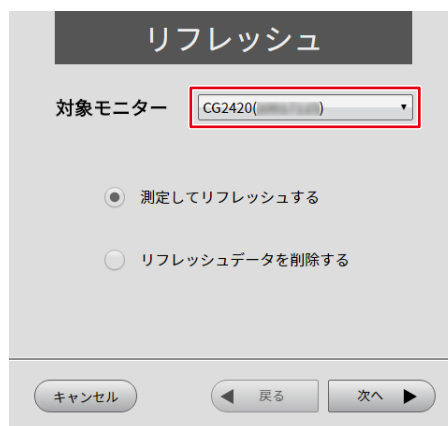 リフレッシュ
対象モニター
CG2420( )
測定してリフレッシュする
リフレッシュデータを削除する
キャンセル
戻る
次へ